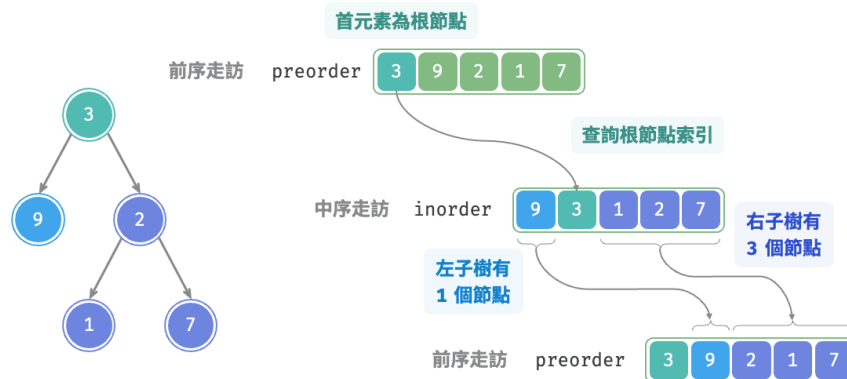 首元素為根節點
前序走訪 preorder 3 9 2 1 7
3
查詢根節點索引
9 2
中序走訪 inorder 9 3 1 2 7
左子樹有
1 個節點
右子樹有
3 個節點
1 7
前序走訪 preorder 3 9 2 1 7